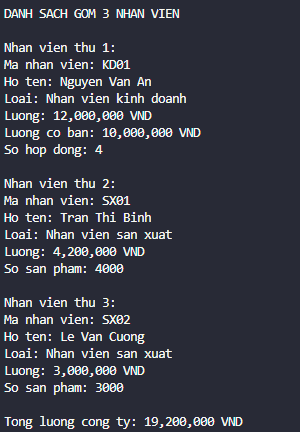 DANH SACH GOM 3 NHAN VIEN
Nhan vien thu 1:
Ma nhan vien: KD01
Ho ten: Nguyen Van An
Loai: Nhan vien kinh doanh
Luong: 12,000,000 VND
Luong co ban: 10,000,000 VND
So hop dong: 4
Nhan vien thu 2:
Ma nhan vien: SX01
Ho ten: Tran Thi Binh
Loai: Nhan vien san xuat
Luong: 4,200,000 VND
So san pham: 4000
Nhan vien thu 3:
Ma nhan vien: SX02
Ho ten: Le Van Cuong
Loai: Nhan vien san xuat
Luong: 3,000,000 VND
So san pham: 3000
Tong luong cong ty: 19,200,000 VND